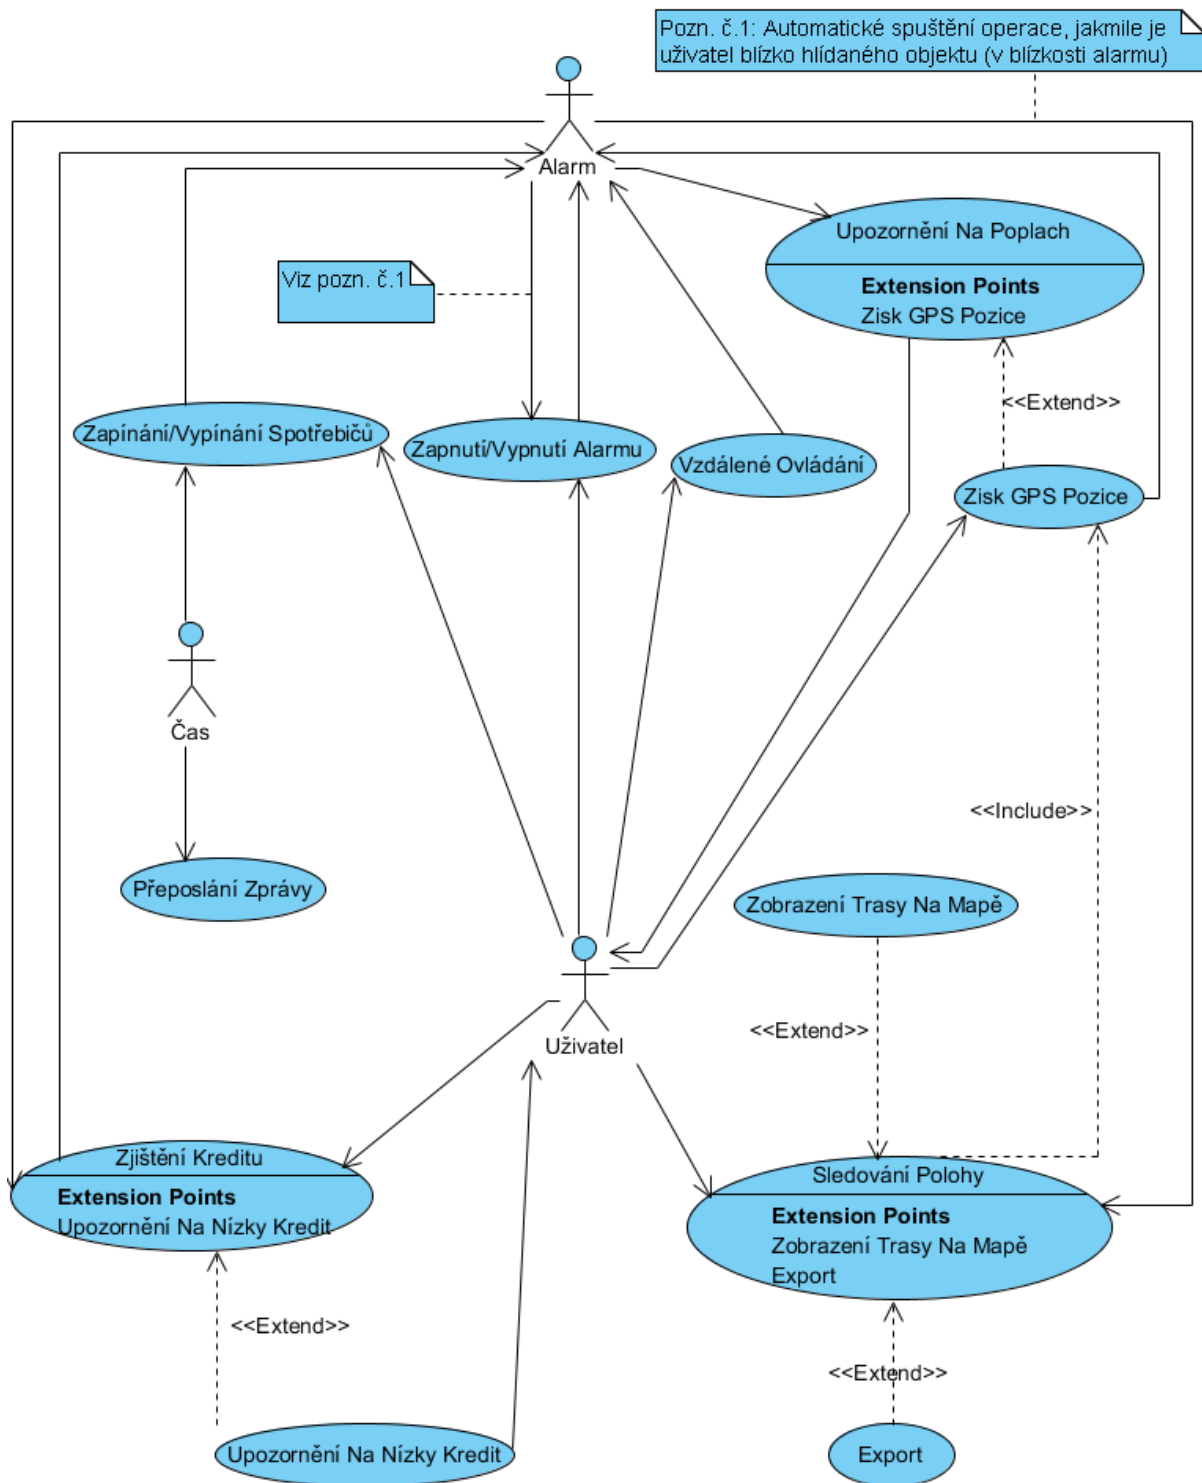 Pozn. č.1: Automatické spuštění operace, jakmile je
uživatel blízko hlídaného objektu (v blízkosti alarmu)
Alarm
Upozornění Na Poplach
Extension Points
Zisk GPS Pozice
Viz pozn. č.1
<<Extend>>
Zapínání/Vypínání Spotřebičů
Zapnutí/Vypnutí Alarmu
Vzdálené Ovládání
Zisk GPS Pozice
Čas
<<Include>>
Přeposlání Zprávy
Zobrazení Trasy Na Mapě
<<Extend>>
Uživatel
Zjištění Kreditu
Extension Points
Upozornění Na Nízky Kredit
Sledování Polohy
Extension Points
Zobrazení Trasy Na Mapě
Export
<<Extend>>
<<Extend>>
Upozornění Na Nízky Kredit
Export